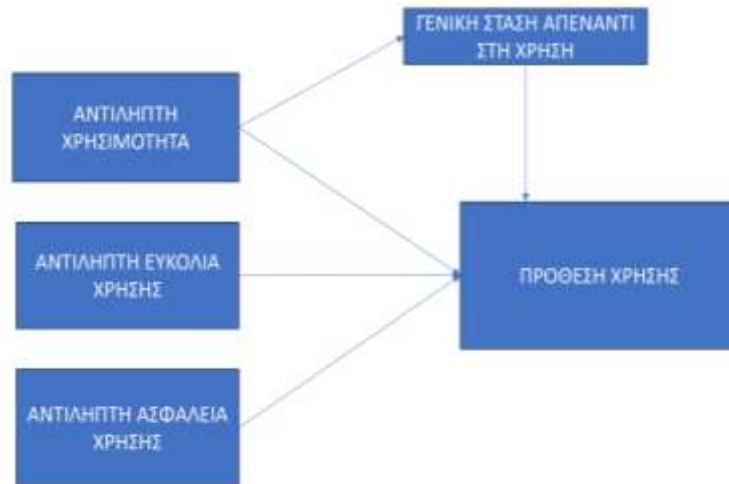 ΓΕΝΙΚΗ ΣΤΑΣΗ ΑΠΕΝΑΝΤΙ
ΣΤΗ ΧΡΗΣΗ
ΑΝΤΙΛΗΠΤΗ
ΧΡΗΣΙΜΟΤΗΤΑ
ΑΝΤΙΛΗΠΤΗ ΕΥΚΟΛΙΑ
ΧΡΗΣΗΣ
ΠΡΟΘΕΣΗ ΧΡΗΣΗΣ
ΑΝΤΙΛΗΠΤΗ ΑΣΦΑΛΕΙΑ
ΧΡΗΣΗΣ